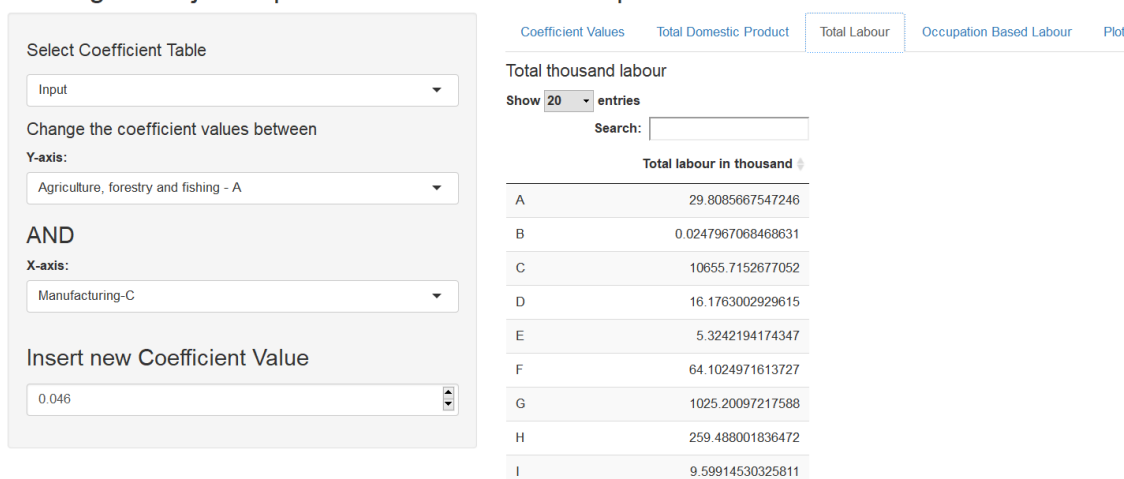 Coefficient Values Total Domestic Product Total Labour Occupation Based Labour Plot
Select Coefficient Table
Input
Change the coefficient values between
Y-axis:
Agriculture, forestry and fishing - A
AND
X-axis:
Manufacturing-C
Insert new Coefficient Value
0.046
Total thousand labour
Show 20 entries
Search:
Total labour in thousand
A 29.8085667547246
B 0.0247967068468631
C 10655.7152677052
D 16.1763002929615
E 5.3242194174347
F 64.1024971613727
G 1025.20097217588
H 259.488001836472
I 9.59914530325811